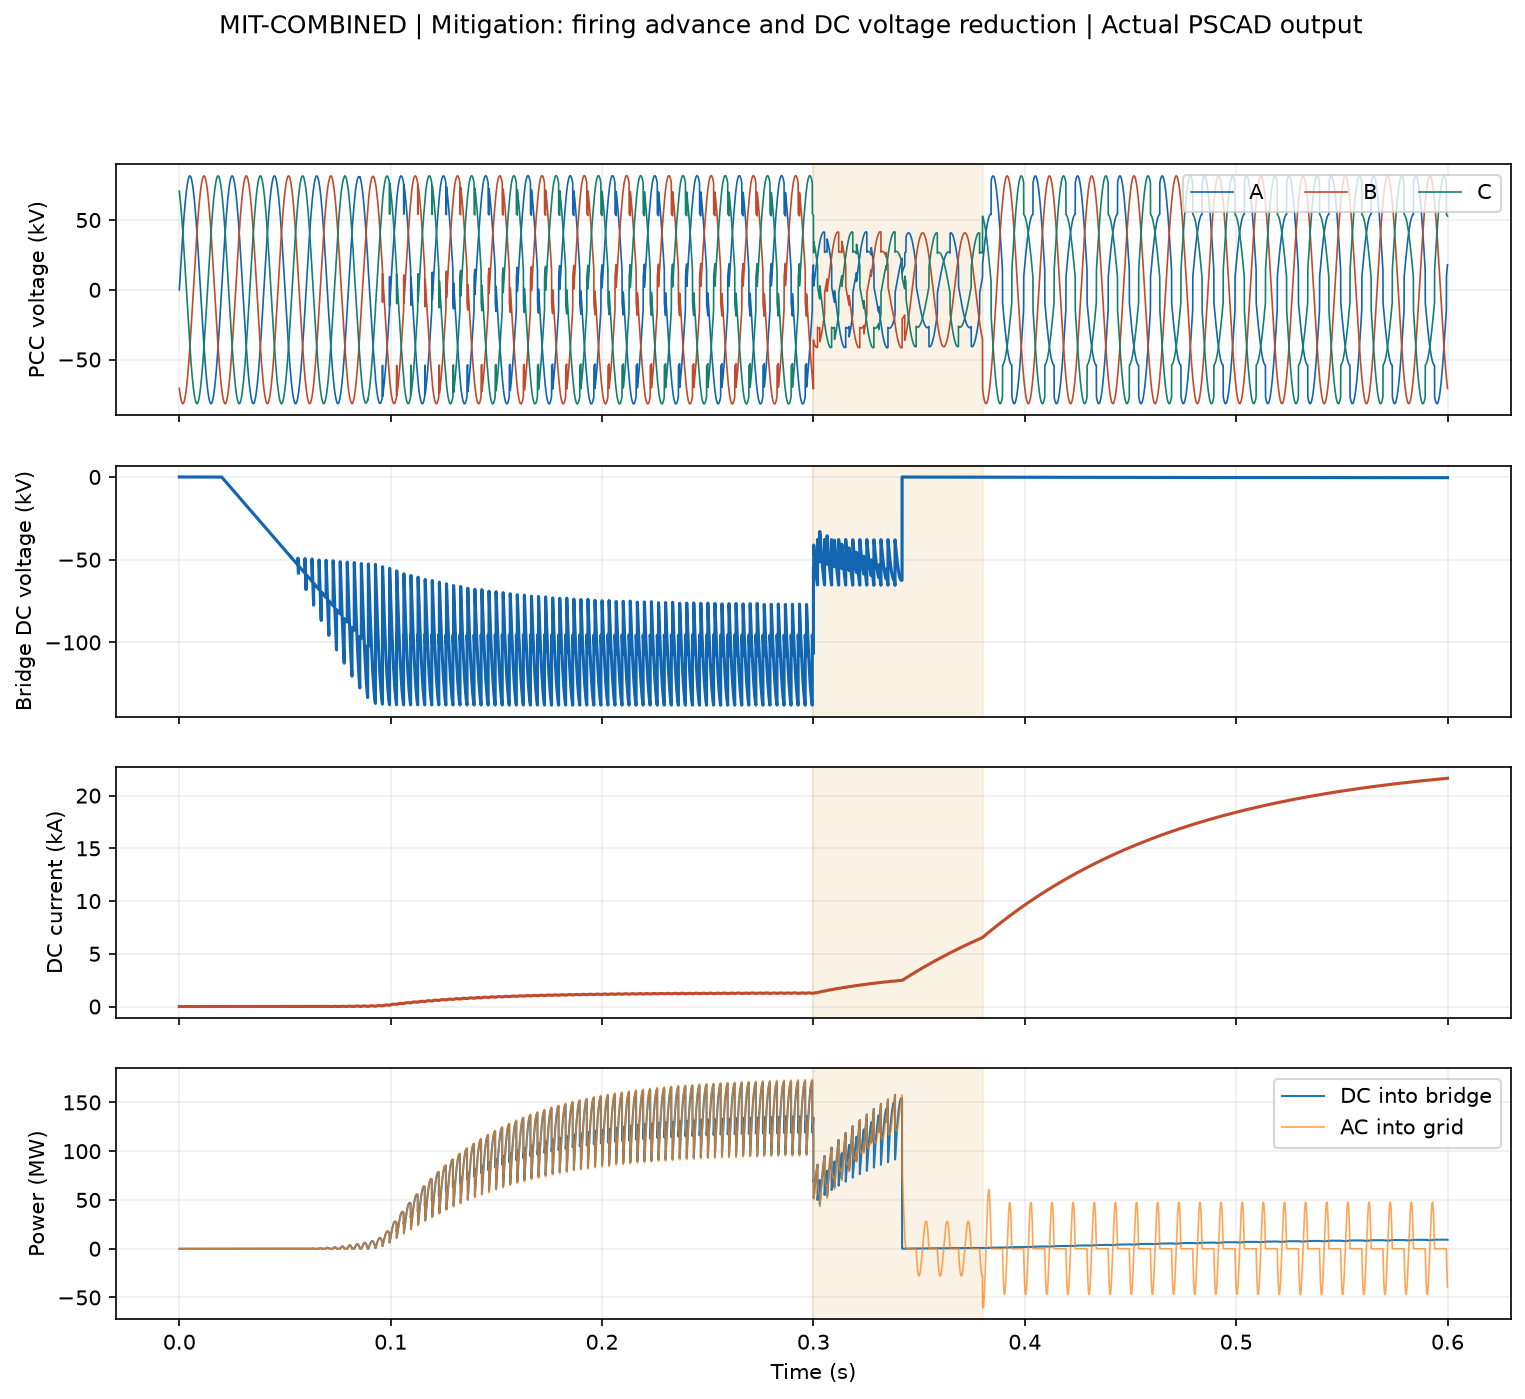 MIT-COMBINED | Mitigation: firing advance and DC voltage reduction | Actual PSCAD output
PCC voltage (kV)
50
0
−50
A B C
Bridge DC voltage (kV)
0
−50
−100
DC current (kA)
20
15
10
5
0
Power (MW)
150
100
50
0
−50
DC into bridge
AC into grid
0.0 0.1 0.2 0.3 0.4 0.5 0.6
Time (s)